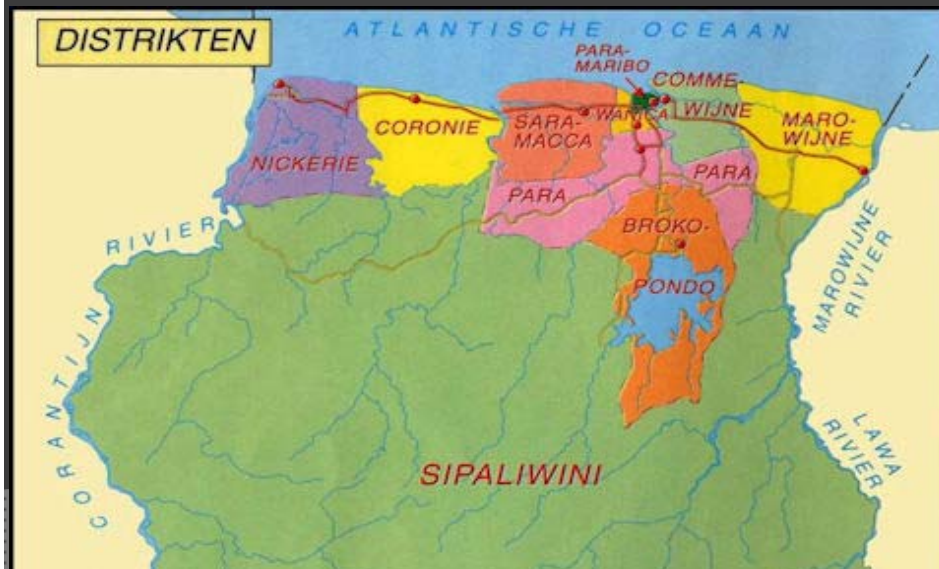 DISTRIKTEN
ATLANTISCHE OCEAAN
PARA-
MARIBO
COMME-
WIJNE
WANICA
CORONIE
SARA-
MACCA
MARO-
WIJNE
NICKERIE
PARA
PARA
BROKO-
PONDO
RIVIER
CORANTIJN
MAROWIJNE
RIVIER
LAWA
RIVIER
SIPALIWINI